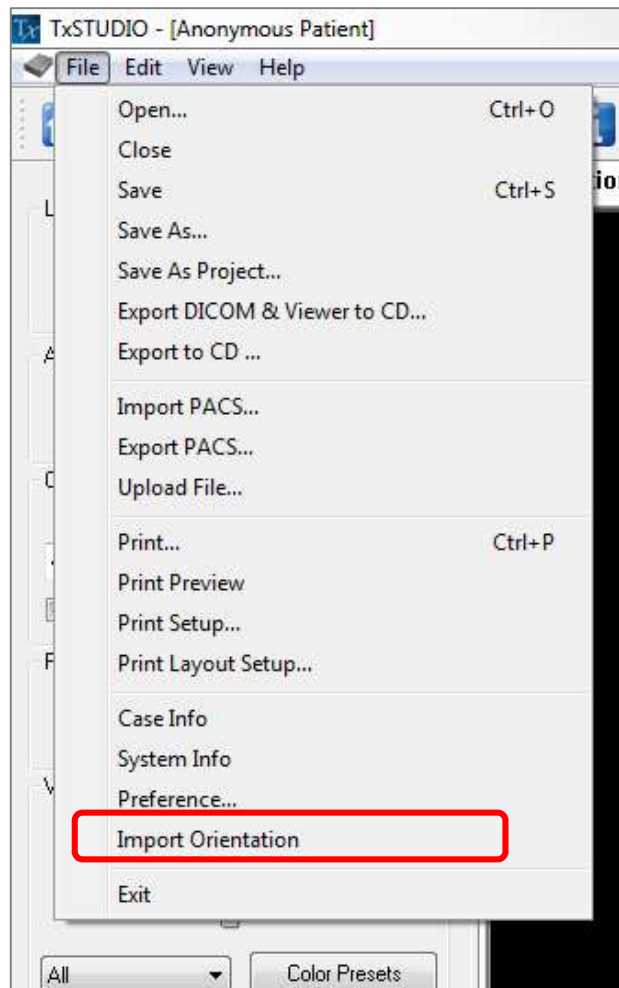 TxSTUDIO - [Anonymous Patient]
File Edit View Help
Open... Ctrl+O
Close
Save Ctrl+S
Save As...
Save As Project...
Export DICOM & Viewer to CD...
Export to CD ...
Import PACS...
Export PACS...
Upload File...
Print... Ctrl+P
Print Preview
Print Setup...
Print Layout Setup...
Case Info
System Info
Preference...
Import Orientation
Exit
All Color Presets